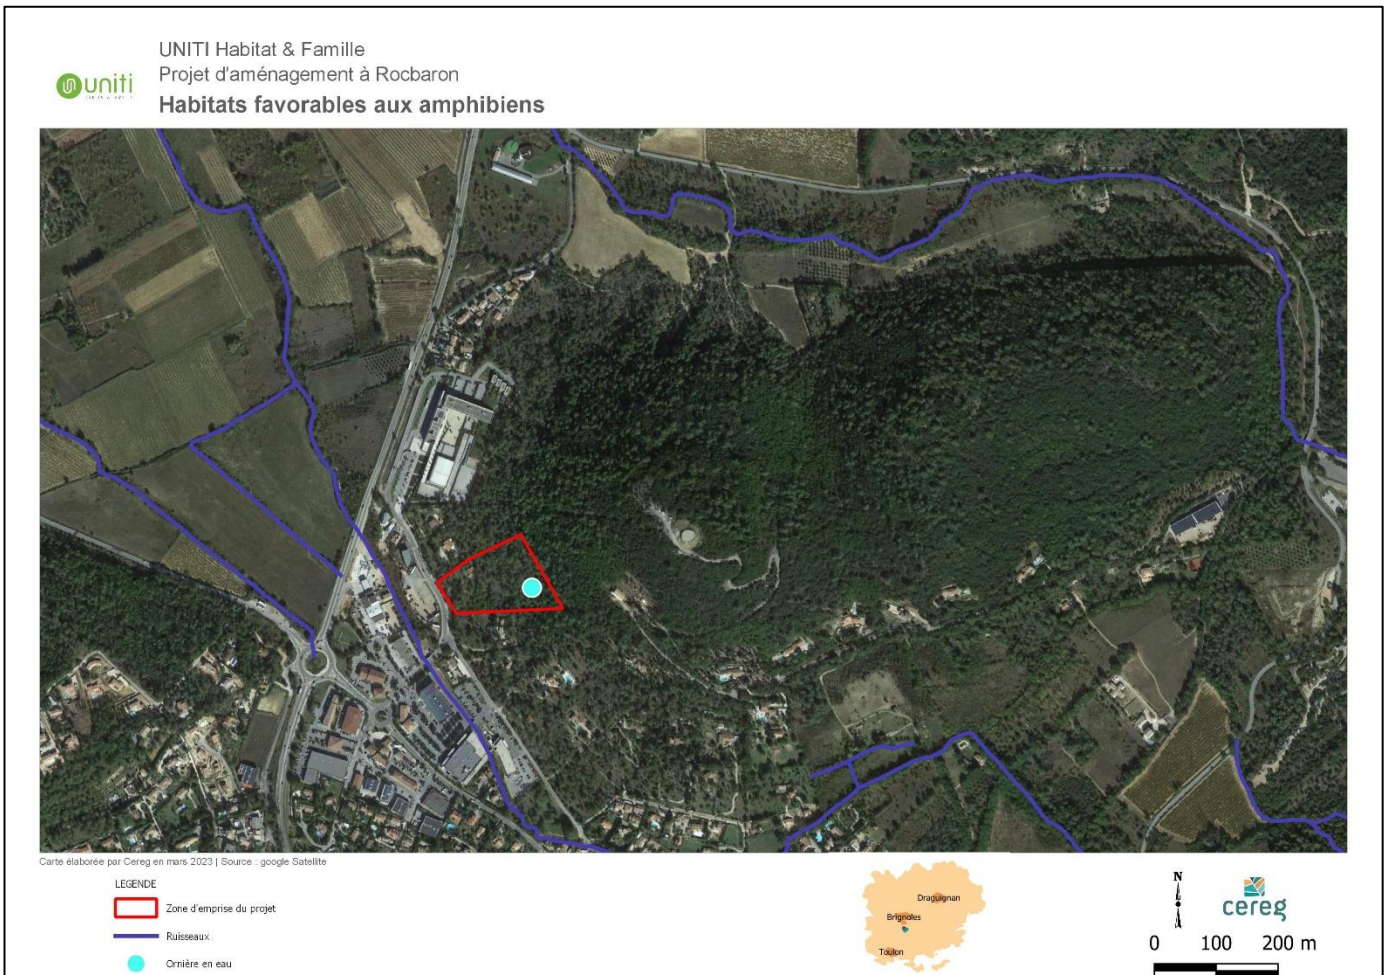 UNITI Habitat & Famille
uniti
Projet d'aménagement à Rocbaron
Habitats favorables aux amphibiens
Carte élaborée par Cereg en mars 2023 | Source : google Satellite
LEGENDE
Zone d'emprise du projet
Ruisseaux
Ornière en eau
Draguignan
Brignoles
Toulon
N
cereg
0 100 200 m